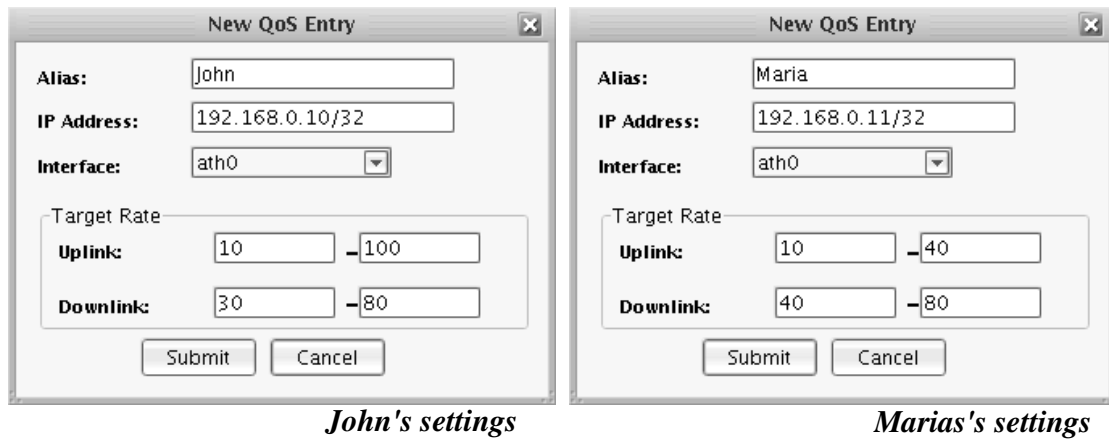 New QoS Entry
Alias: John
IP Address: 192.168.0.10/32
Interface: ath0
Target Rate
Uplink: 10 – 100
Downlink: 30 – 80
Submit Cancel
John's settings
New QoS Entry
Alias: Maria
IP Address: 192.168.0.11/32
Interface: ath0
Target Rate
Uplink: 10 – 40
Downlink: 40 – 80
Submit Cancel
Marias's settings